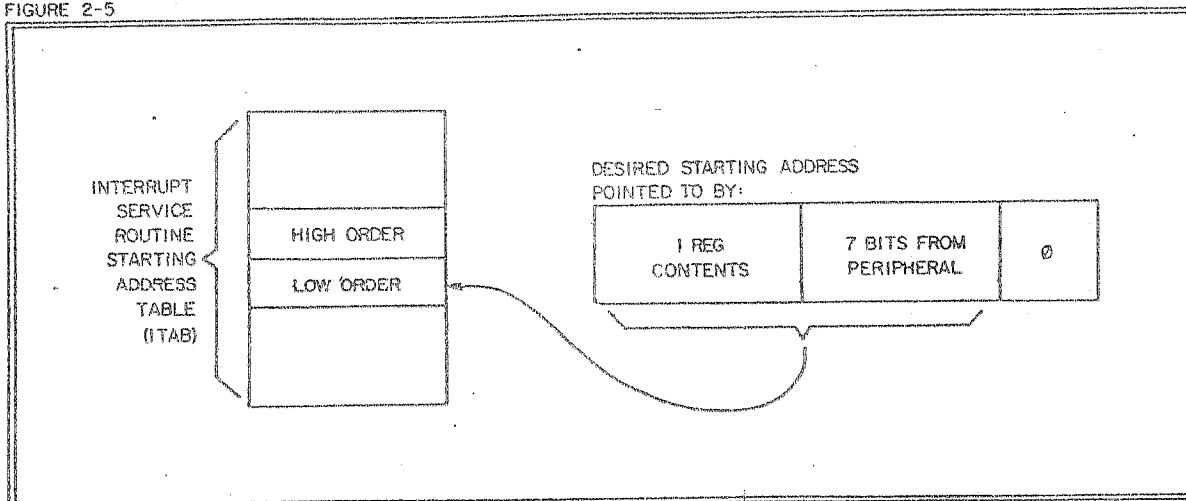 FIGURE 2-5
INTERRUPT
SERVICE
ROUTINE
STARTING
ADDRESS
TABLE
(ITAB)
HIGH ORDER
LOW ORDER
DESIRED STARTING ADDRESS
POINTED TO BY:
I REG
CONTENTS
7 BITS FROM
PERIPHERAL
0